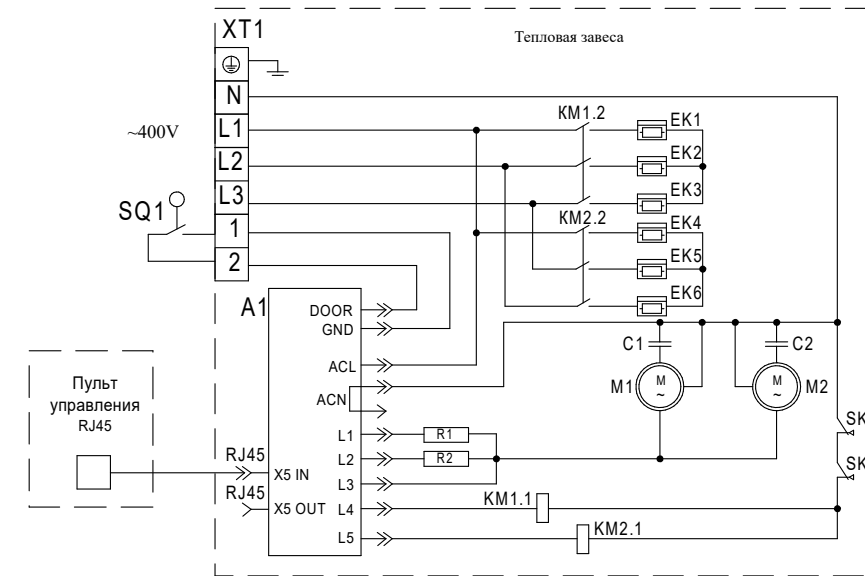 XT1
Тепловая завеса
N
L1
L2
L3
1
2
~400V
SQ1
KM1.2
EK1
EK2
EK3
KM2.2
EK4
EK5
EK6
A1
DOOR
GND
ACL
ACN
L1
L2
L3
L4
L5
X5 IN
X5 OUT
RJ45
RJ45
Пульт
управления
RJ45
R1
R2
C1
C2
M1
M
~
M
~
M2
SK
SK
KM1.1
KM2.1